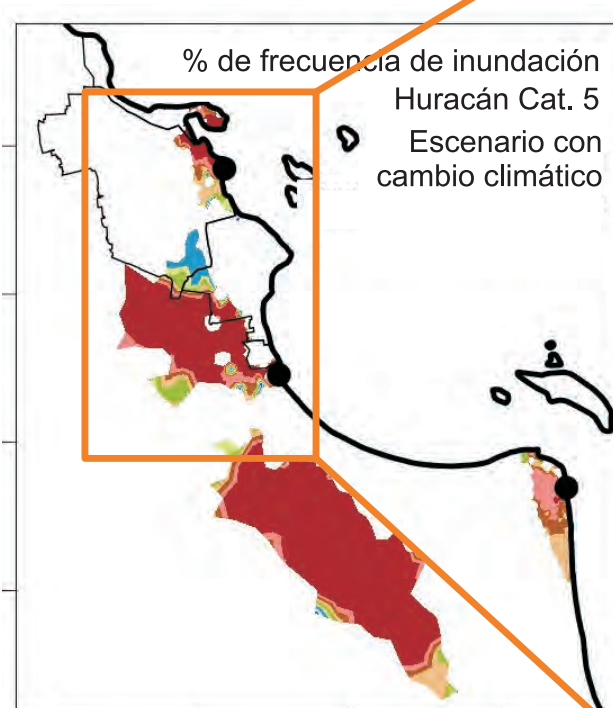 % de frecuencia de inundación
Huracán Cat. 5
Escenario con
cambio climático